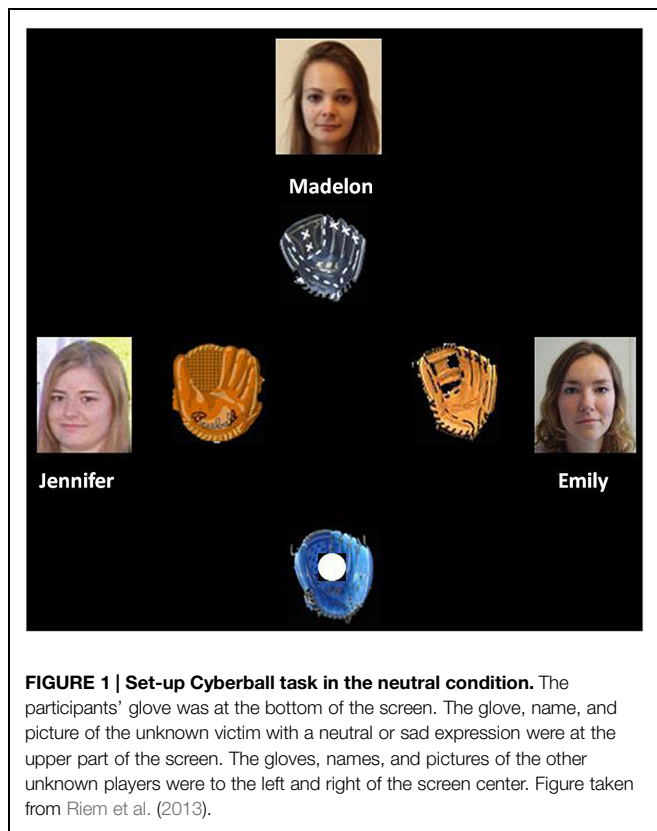 Madelon
Jennifer
Baseball
Emily
FIGURE 1 | Set-up Cyberball task in the neutral condition. The
participants’ glove was at the bottom of the screen. The glove, name, and
picture of the unknown victim with a neutral or sad expression were at the
upper part of the screen. The gloves, names, and pictures of the other
unknown players were to the left and right of the screen center. Figure taken
from Riem et al. (2013).